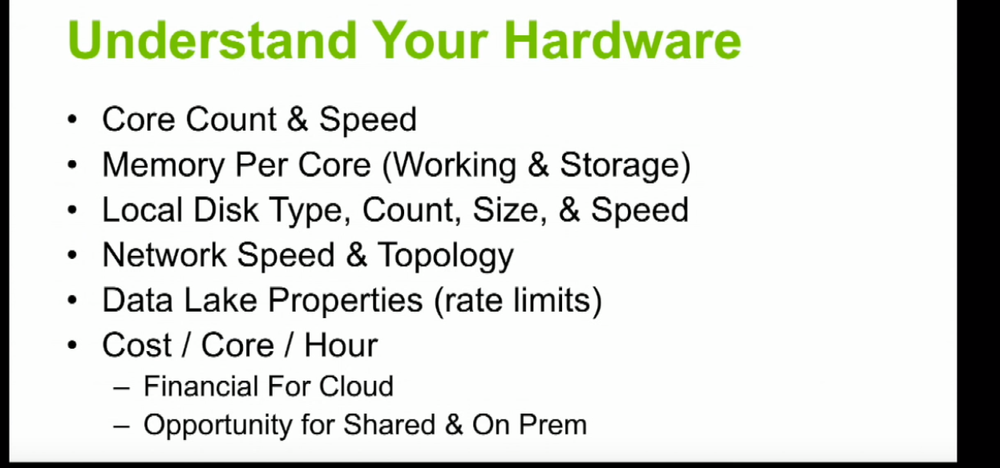 Understand Your Hardware
• Core Count & Speed
• Memory Per Core (Working & Storage)
• Local Disk Type, Count, Size, & Speed
• Network Speed & Topology
• Data Lake Properties (rate limits)
• Cost / Core / Hour
– Financial For Cloud
– Opportunity for Shared & On Prem